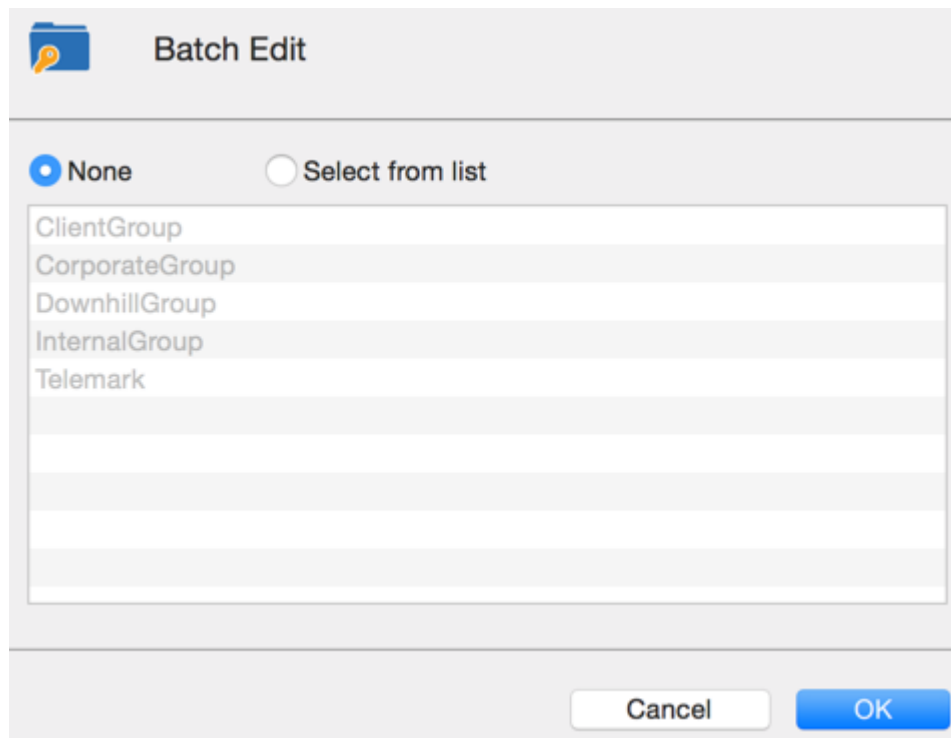 Batch Edit
None Select from list
ClientGroup
CorporateGroup
DownhillGroup
InternalGroup
Telemark
Cancel OK